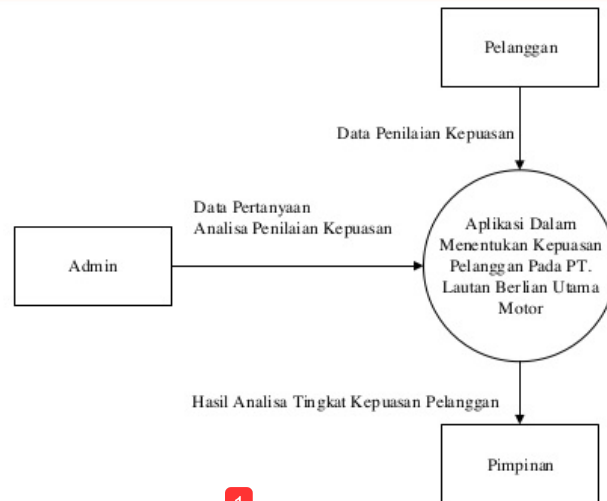 Pelanggan
Data Penilaian Kepuasan
Data Pertanyaan
Analisa Penilaian Kepuasan
Admin
Aplikasi Dalam
Menentukan Kepuasan
Pelanggan Pada PT.
Lautan Berlian Utama
Motor
Hasil Analisa Tingkat Kepuasan Pelanggan
Pimpinan